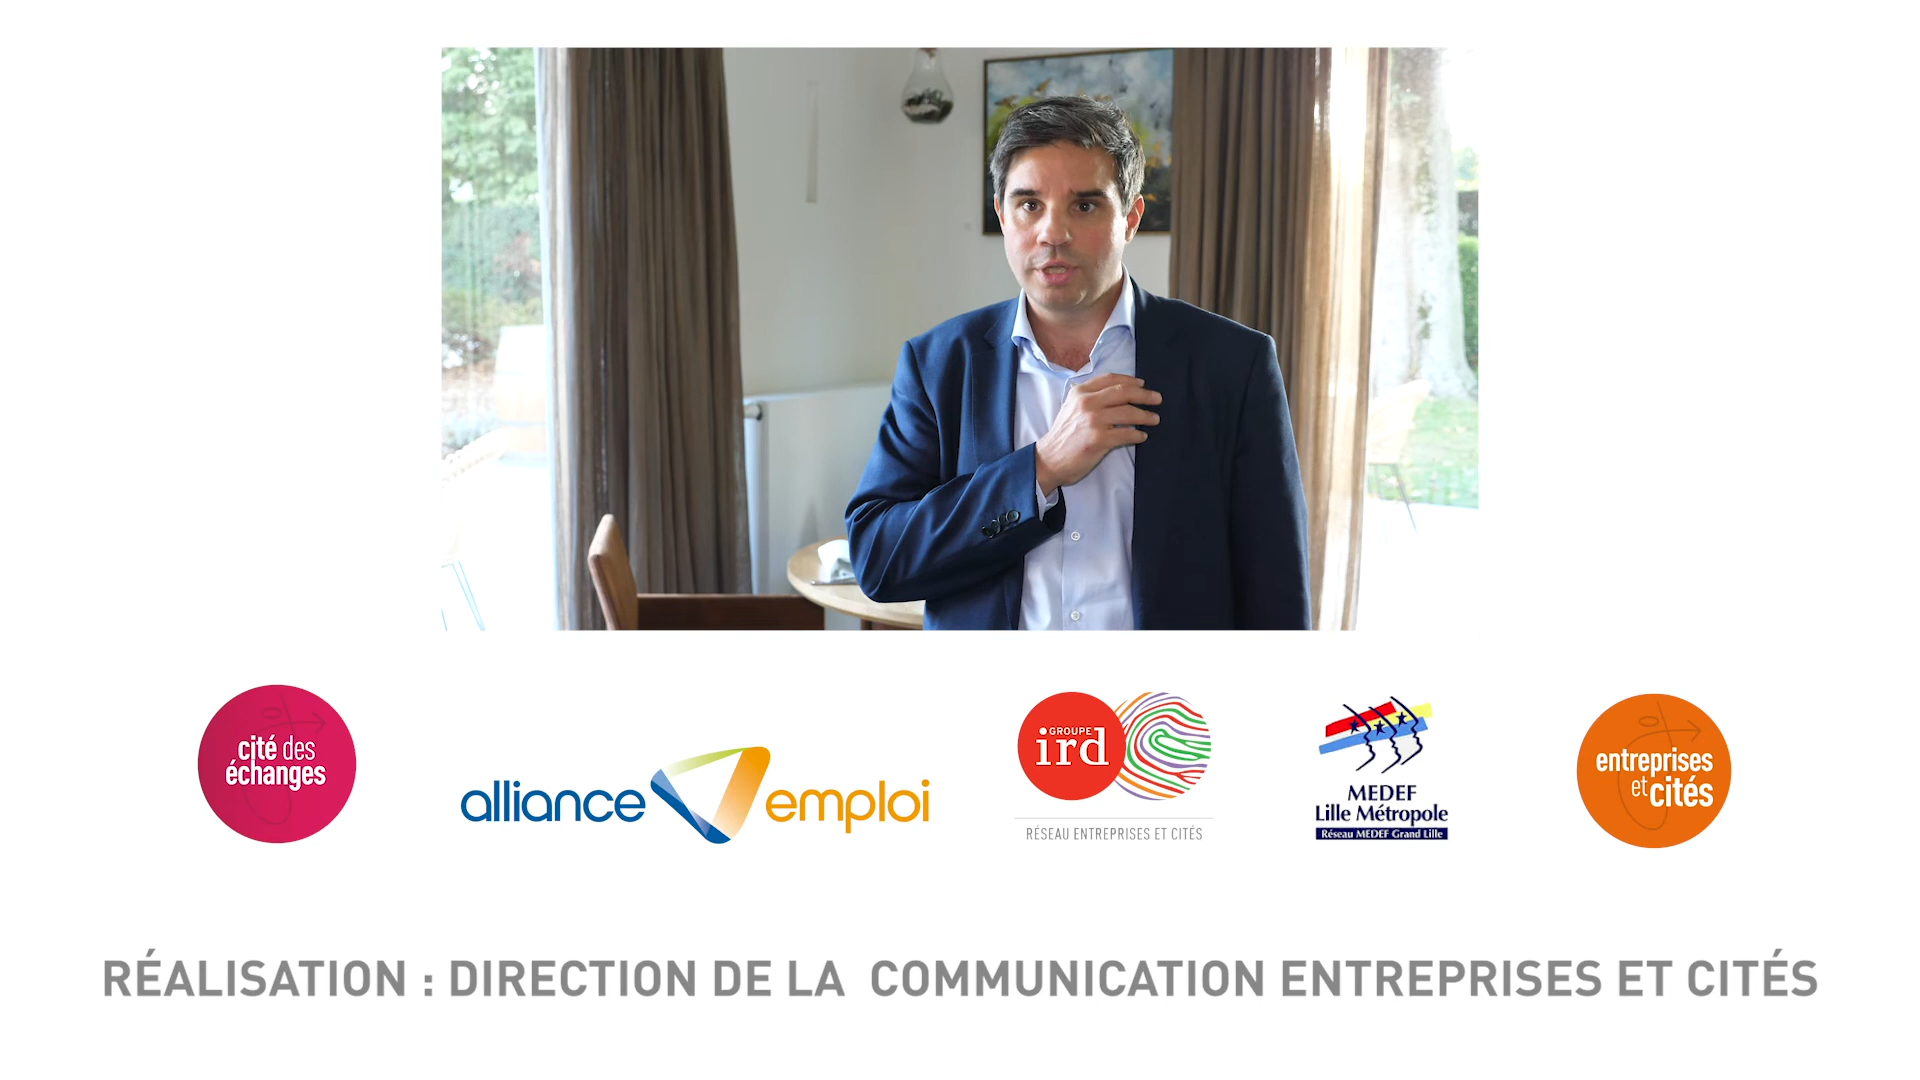 cité des
échanges
alliance emploi
GROUPE
ird
RÉSEAU ENTREPRISES ET CITÉS
MEDEF
Lille Métropole
Réseau MEDEF Grand Lille
entreprises
et cités
RÉALISATION : DIRECTION DE LA COMMUNICATION ENTREPRISES ET CITÉS